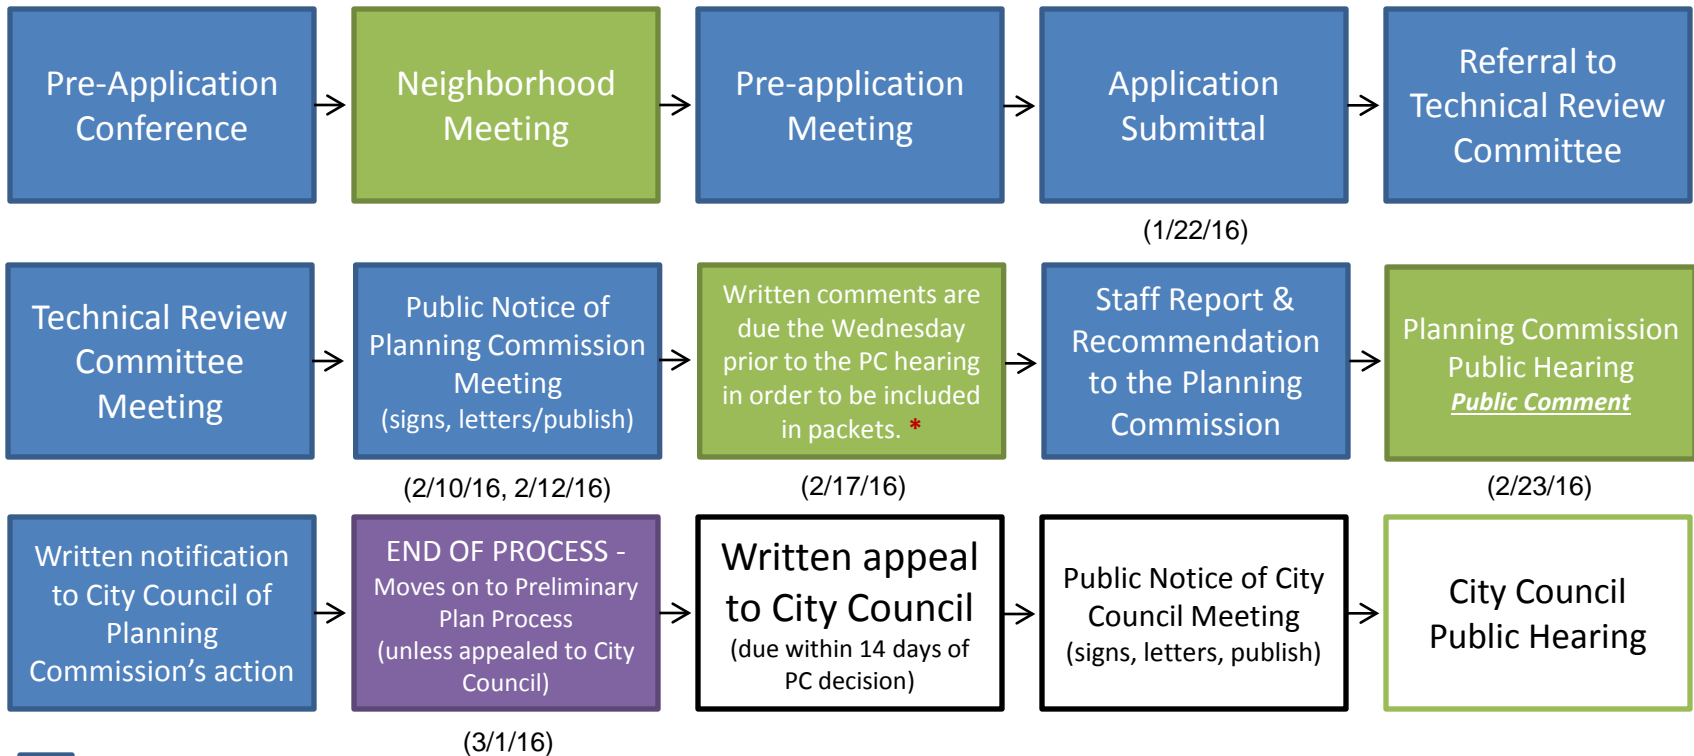 Pre-Application
Conference
Neighborhood
Meeting
Pre-application
Meeting
Application
Submittal
Referral to
Technical Review
Committee
(1/22/16)
Technical Review
Committee
Meeting
Public Notice of
Planning Commission
Meeting
(signs, letters/publish)
Written comments are
due the Wednesday
prior to the PC hearing
in order to be included
in packets. *
Staff Report &
Recommendation
to the Planning
Commission
Planning Commission
Public Hearing
Public Comment
(2/10/16, 2/12/16)
(2/17/16)
(2/23/16)
Written notification
to City Council of
Planning
Commission’s action
END OF PROCESS -
Moves on to Preliminary
Plan Process
(unless appealed to City
Council)
Written appeal
to City Council
(due within 14 days of
PC decision)
Public Notice of City
Council Meeting
(signs, letters, publish)
City Council
Public Hearing
(3/1/16)